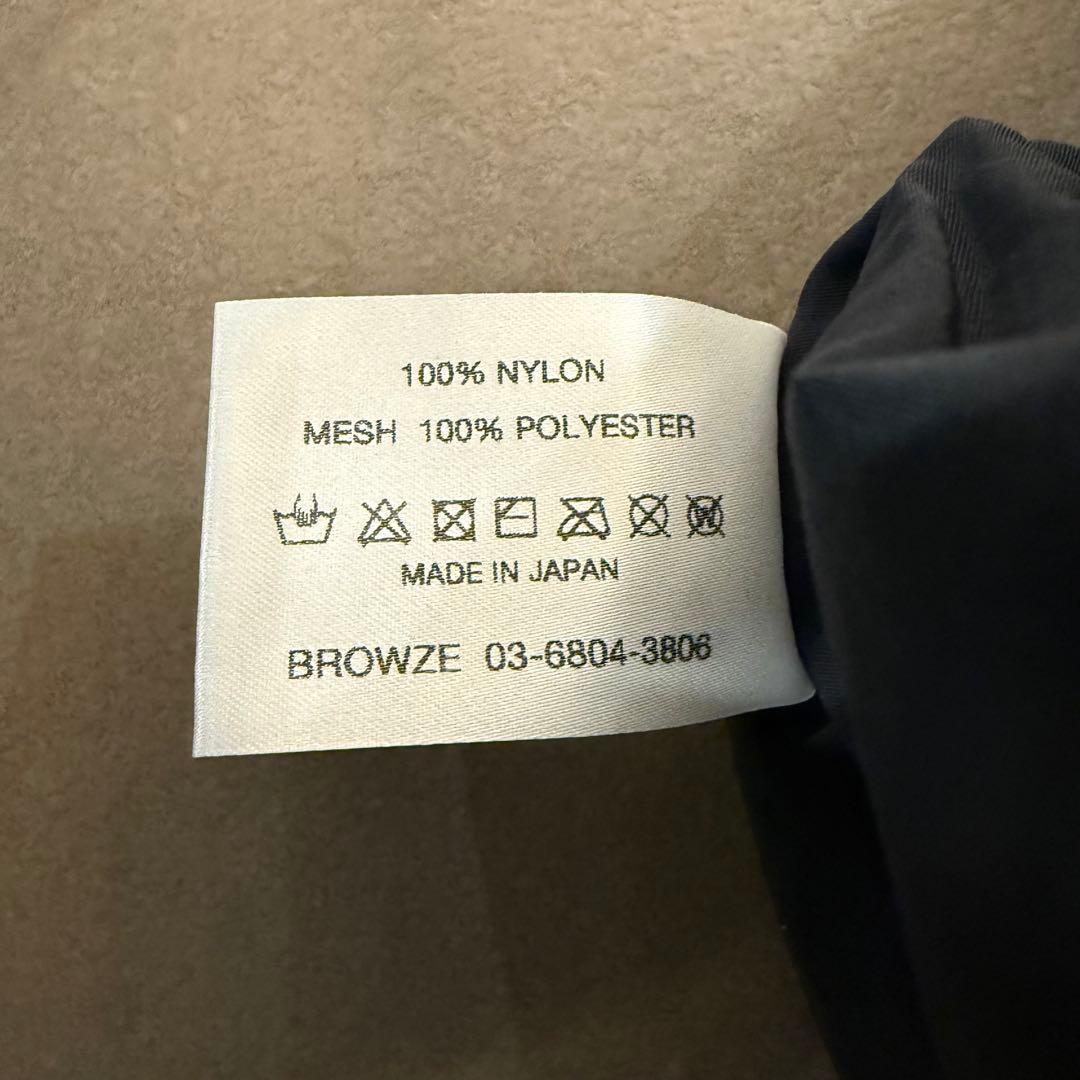 100% NYLON
MESH 100% POLYESTER
MADE IN JAPAN
BROWZE 03-6804-3806